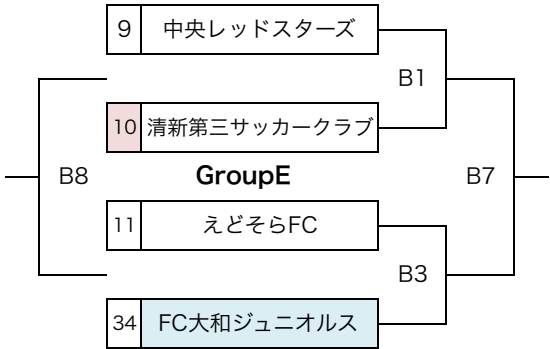 9 中央レッドスターズ
B1
10 清新第三サッカークラブ
B8 GroupE B7
11 えどそらFC
B3
34 FC大和ジュニオルス